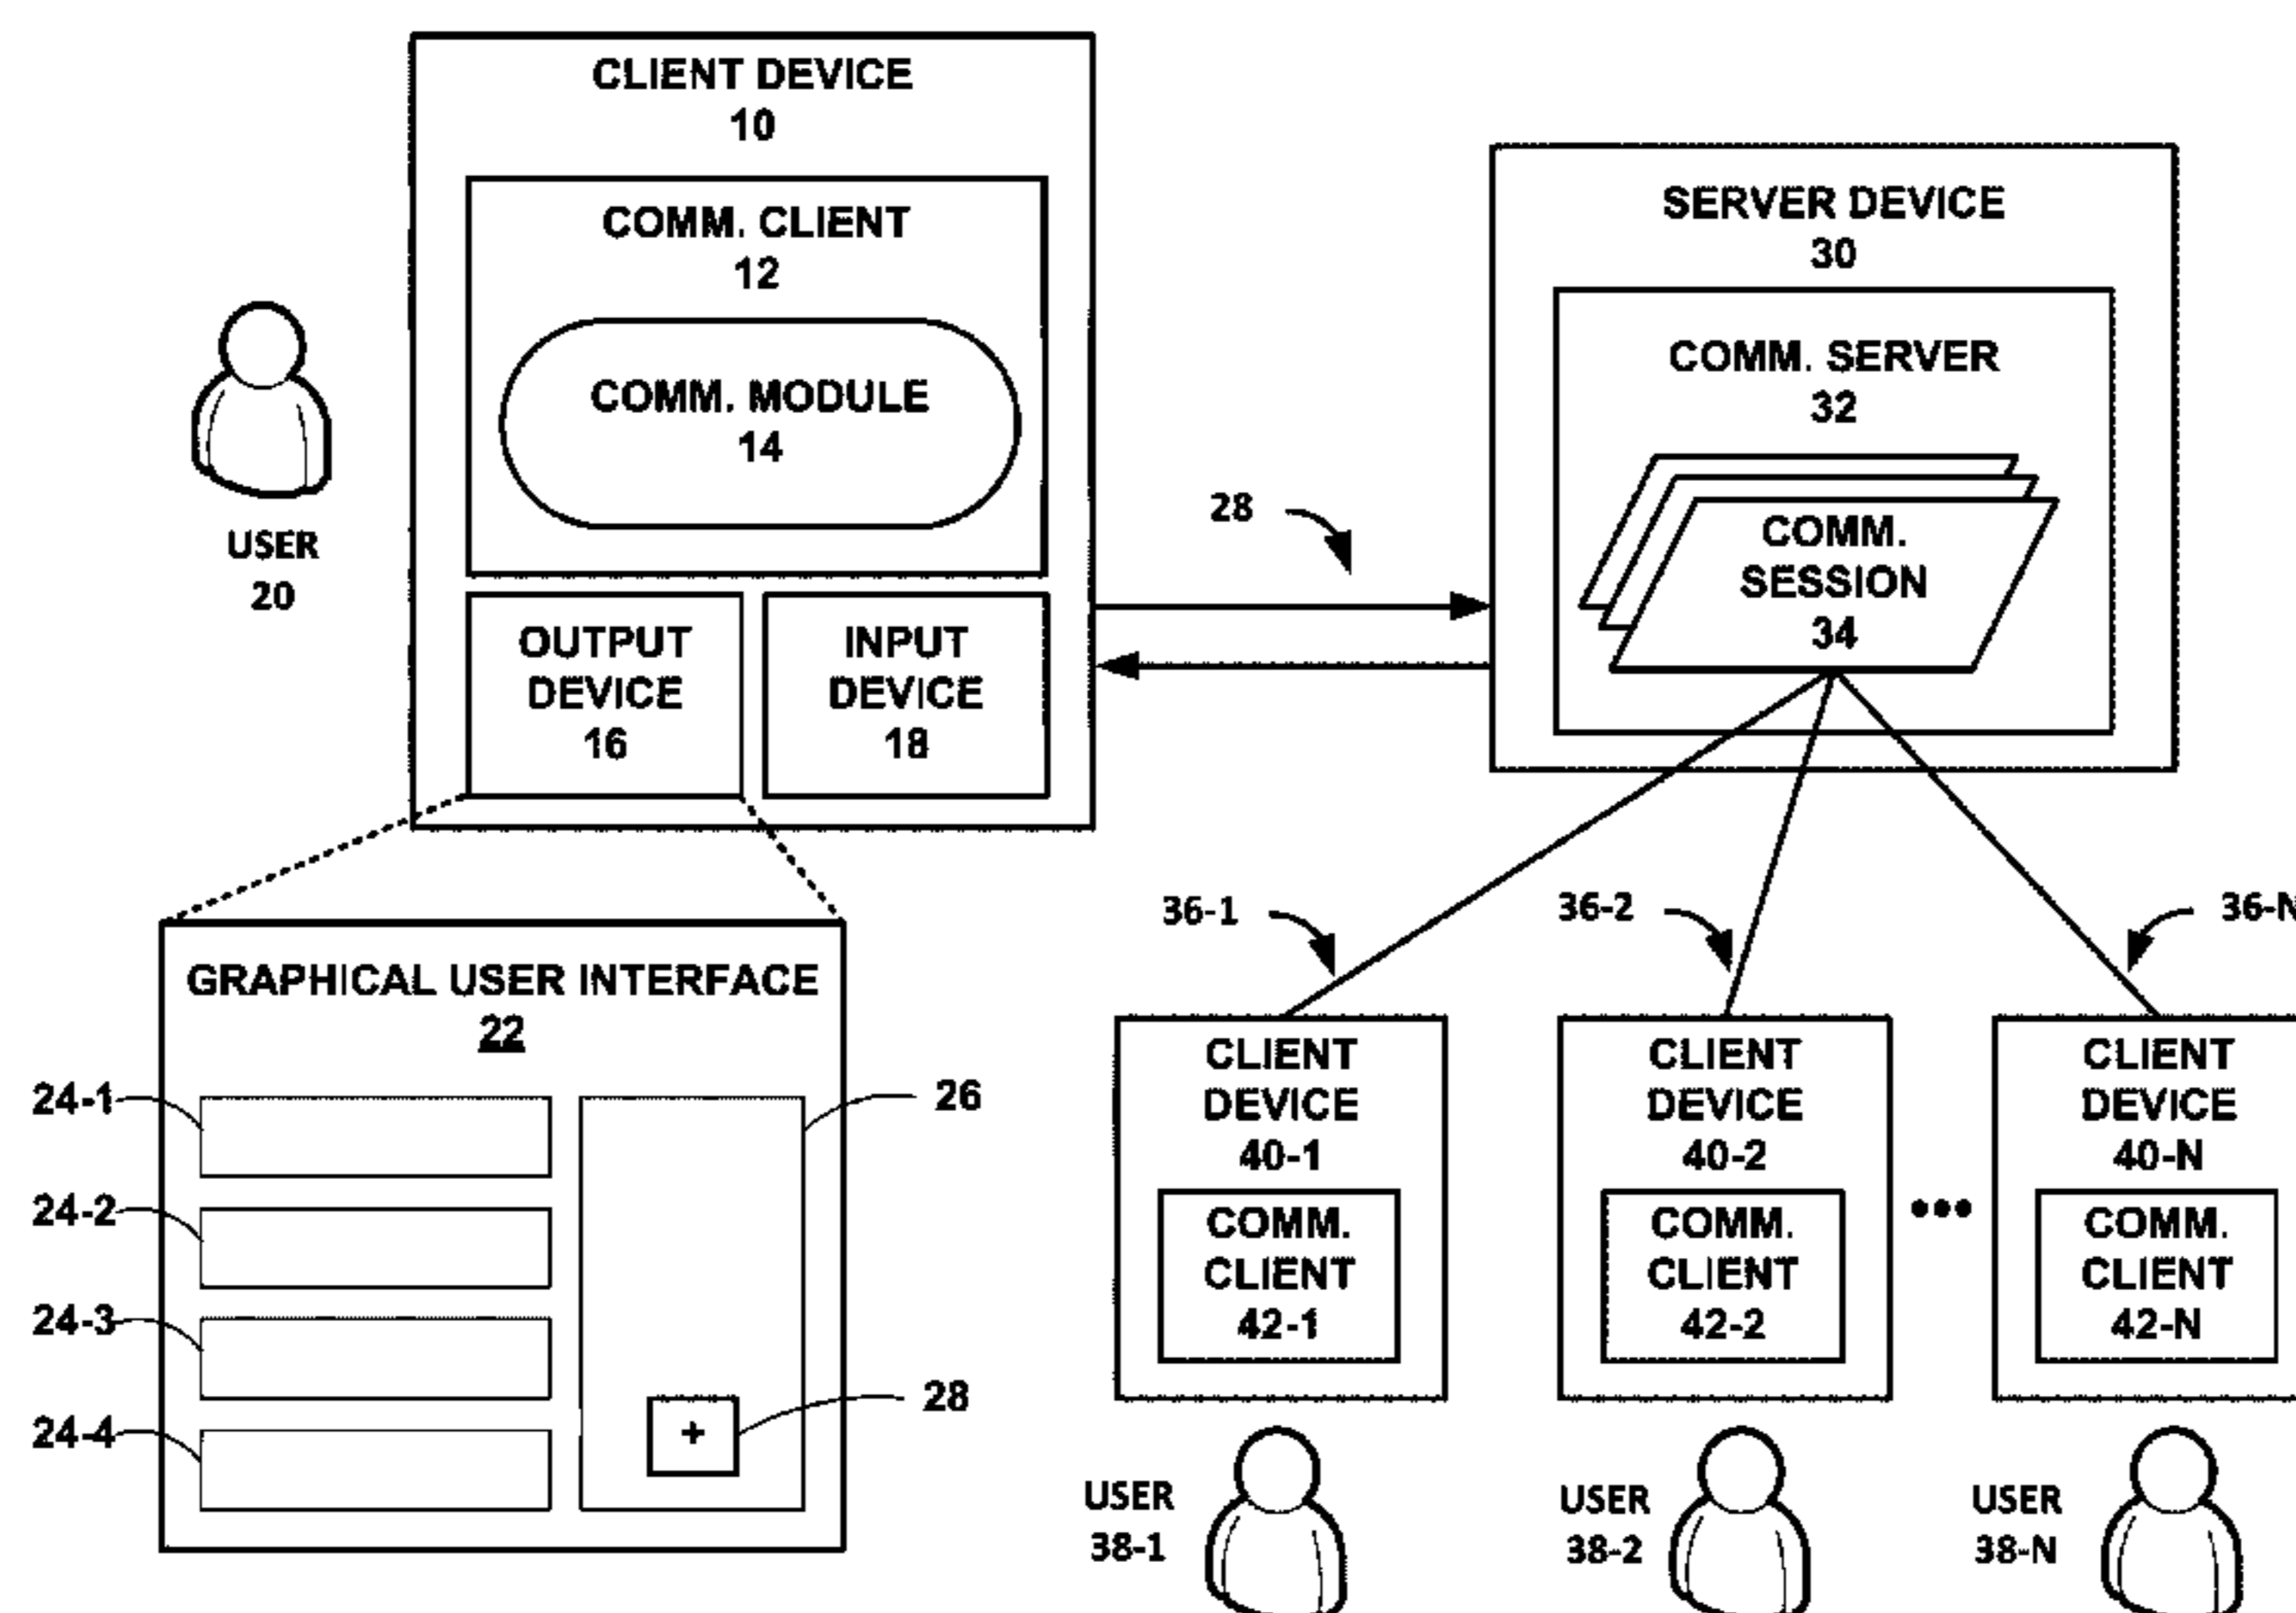 CLIENT DEVICE
10
COMM. CLIENT
12
COMM. MODULE
14
USER
20
OUTPUT
DEVICE
16
INPUT
DEVICE
18
28
SERVER DEVICE
30
COMM. SERVER
32
COMM.
SESSION
34
GRAPHICAL USER INTERFACE
22
24-1
24-2
24-3
24-4
26
+
28
36-1
36-2
36-N
CLIENT
DEVICE
40-1
COMM.
CLIENT
42-1
CLIENT
DEVICE
40-2
COMM.
CLIENT
42-2
•••
CLIENT
DEVICE
40-N
COMM.
CLIENT
42-N
USER
38-1
USER
38-2
USER
38-N